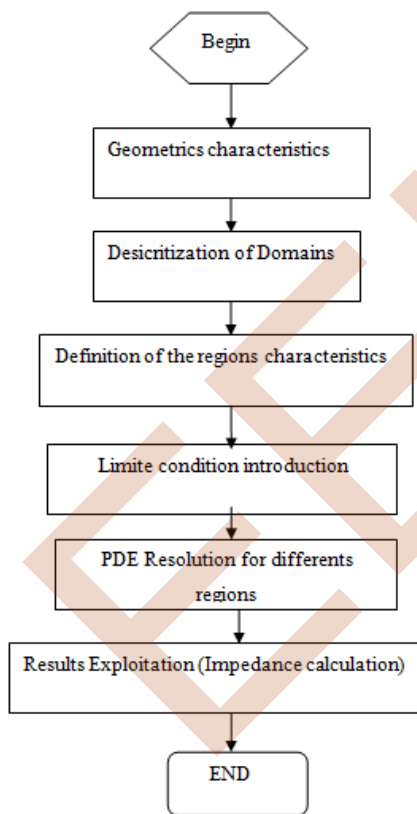 Begin
Geometrics characteristics
Desicritization of Domains
Definition of the regions characteristics
Limite condition introduction
PDE Resolution for differents
regions
Results Exploitation (Impedance calculation)
END